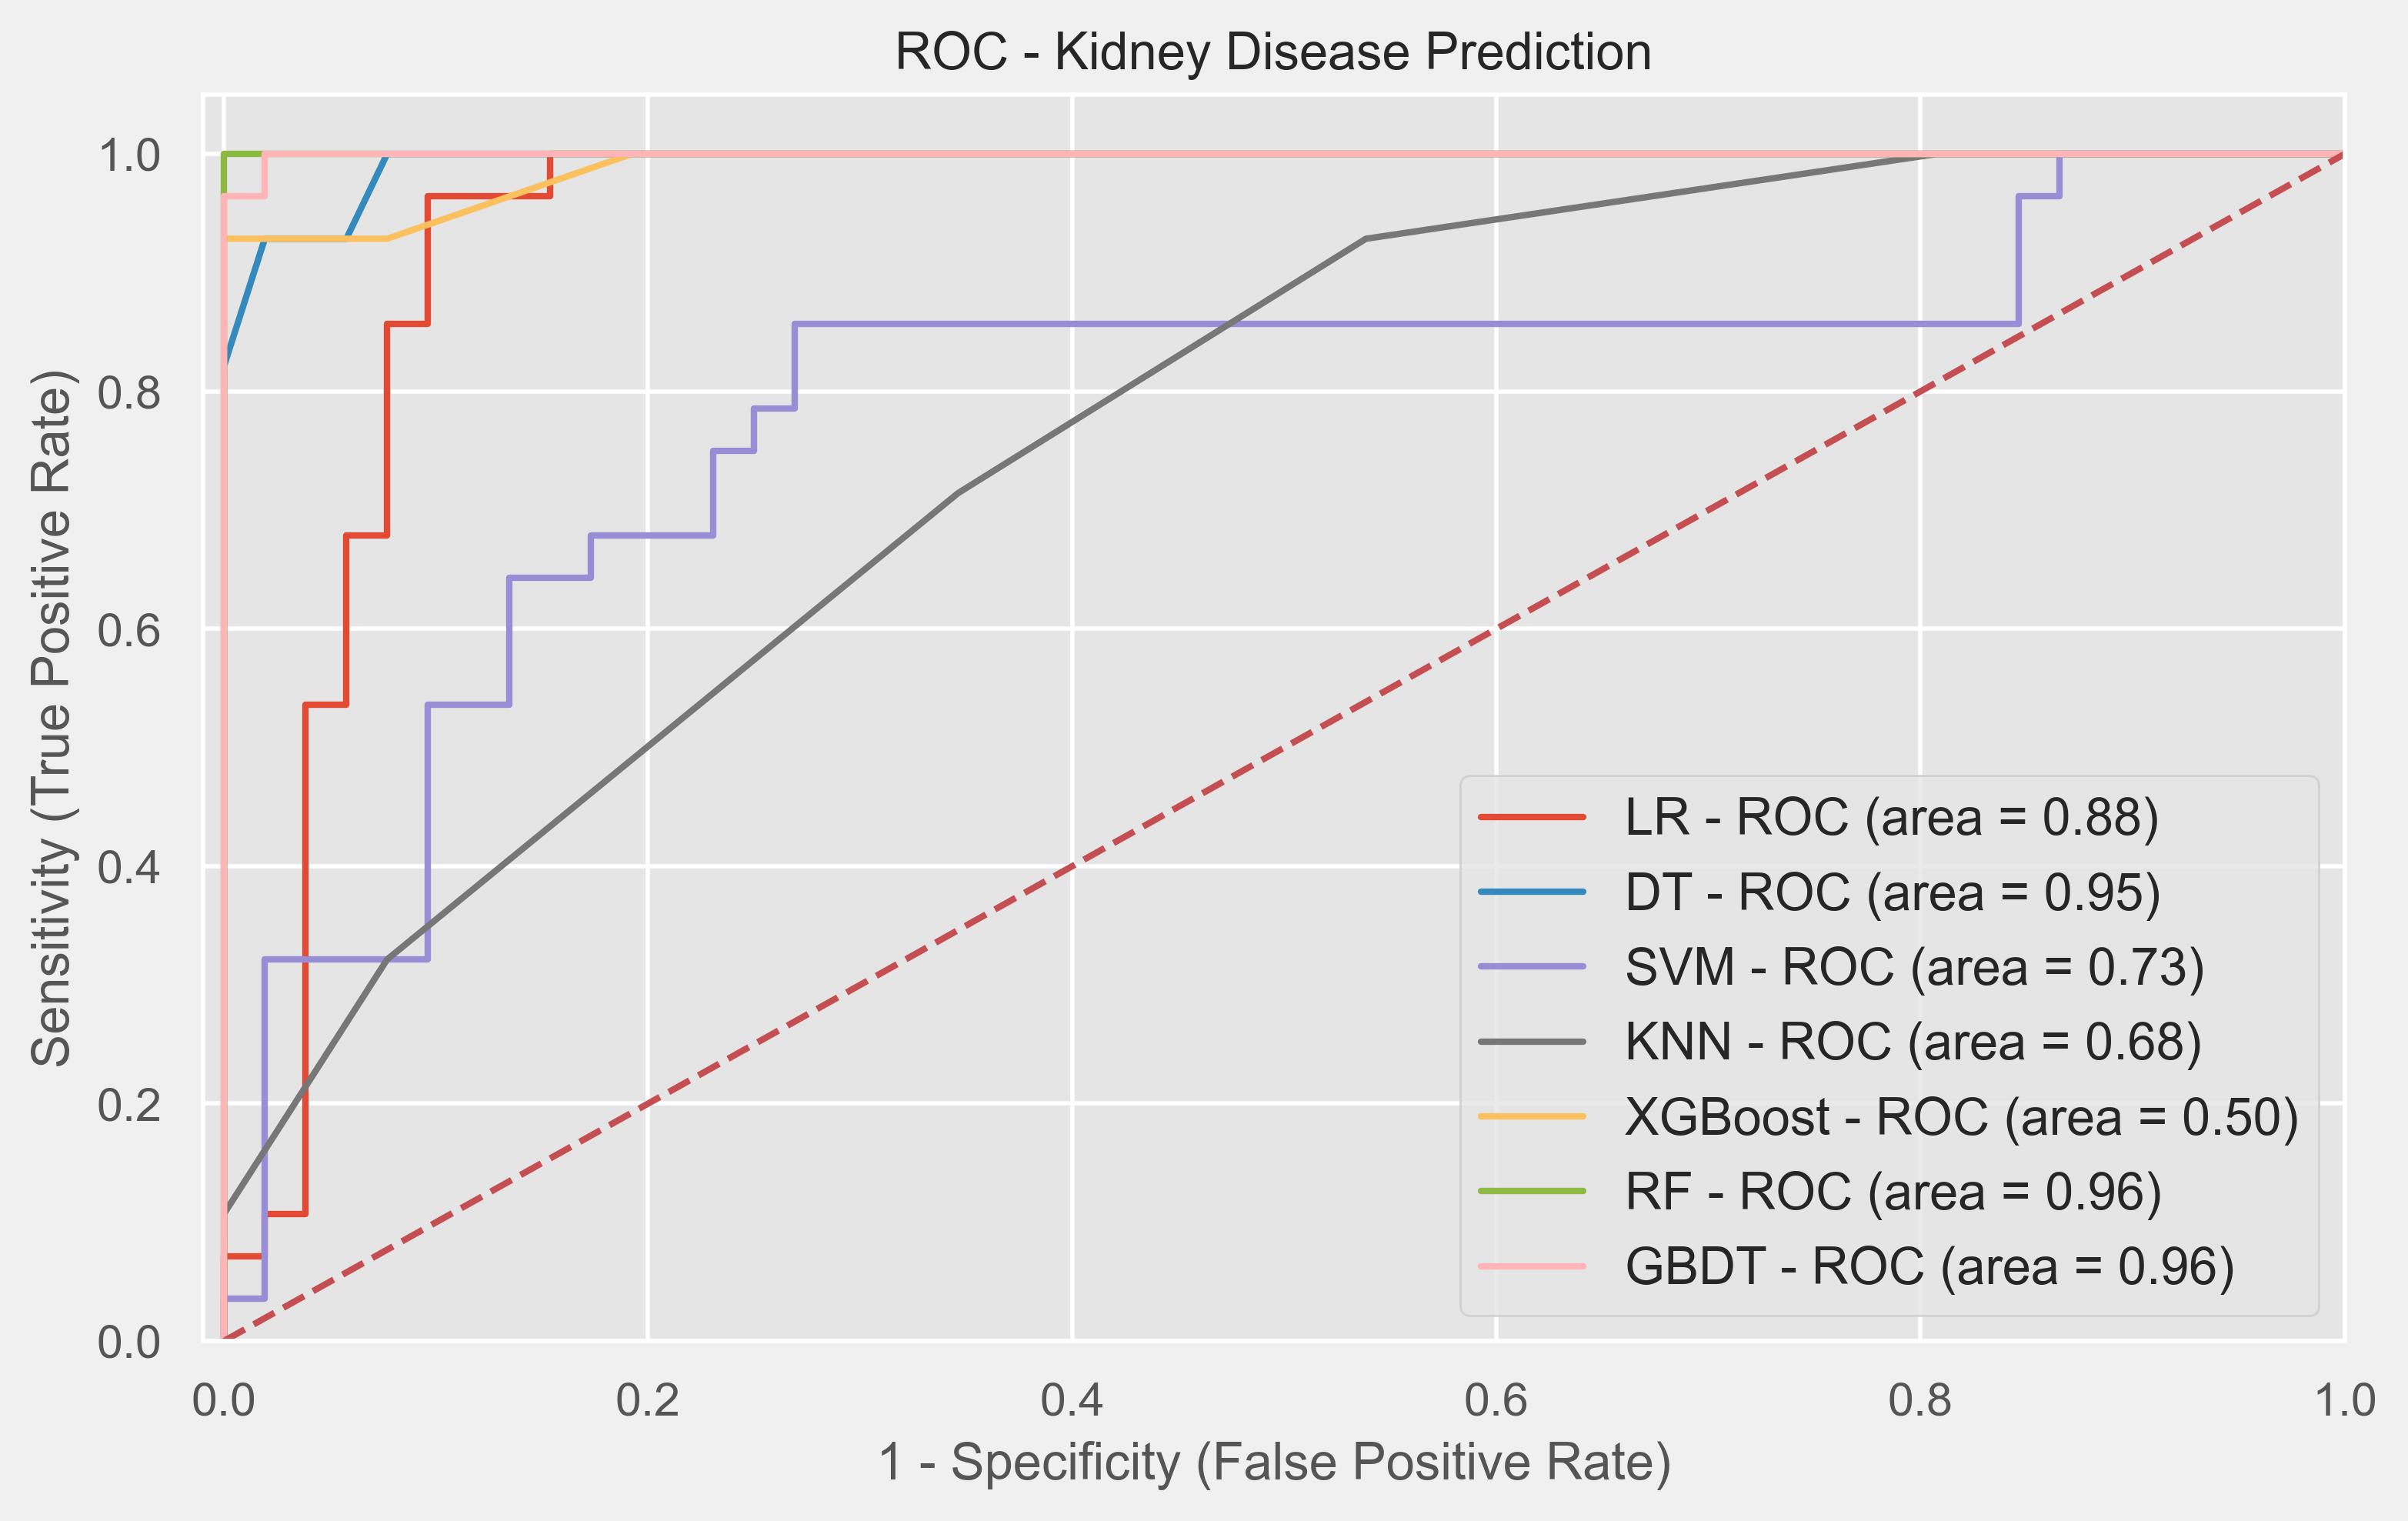 ROC - Kidney Disease Prediction
Sensitivity (True Positive Rate)
1.0
0.8
0.6
0.4
0.2
0.0
LR - ROC (area = 0.88)
DT - ROC (area = 0.95)
SVM - ROC (area = 0.73)
KNN - ROC (area = 0.68)
XGBoost - ROC (area = 0.50)
RF - ROC (area = 0.96)
GBDT - ROC (area = 0.96)
0.0 0.2 0.4 0.6 0.8 1.0
1 - Specificity (False Positive Rate)